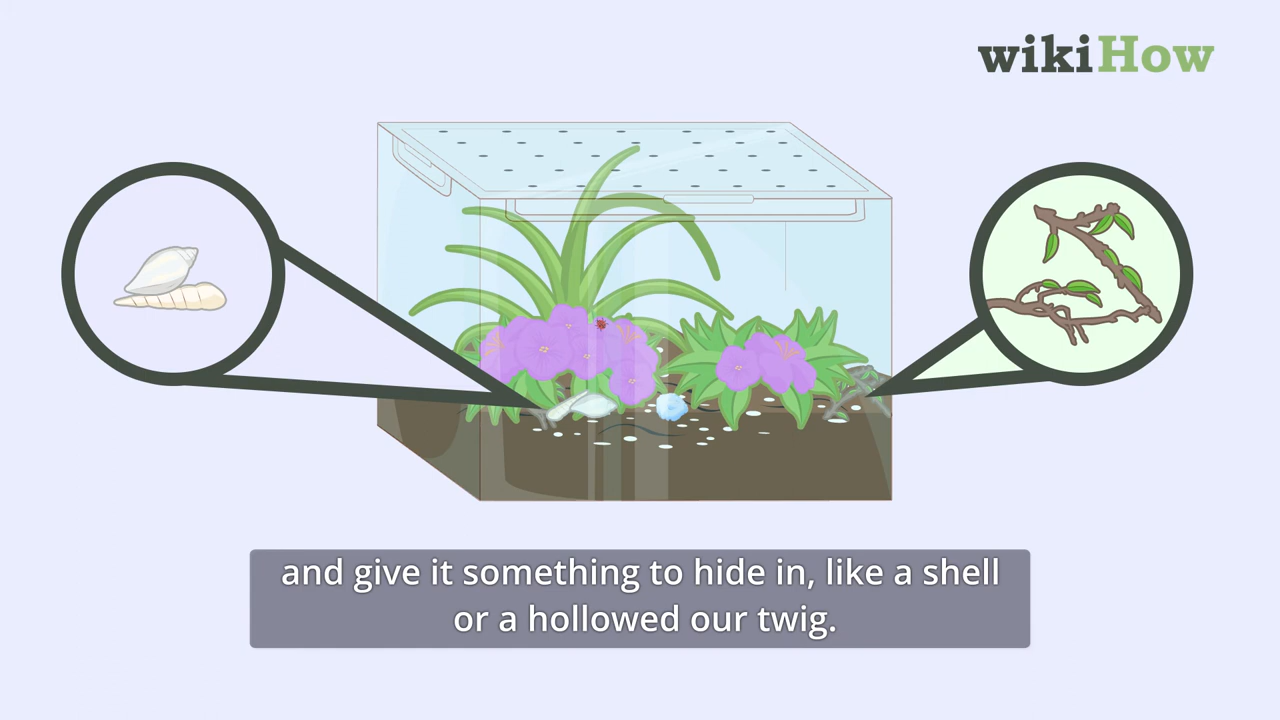 wikiHow
and give it something to hide in, like a shell
or a hollowed our twig.